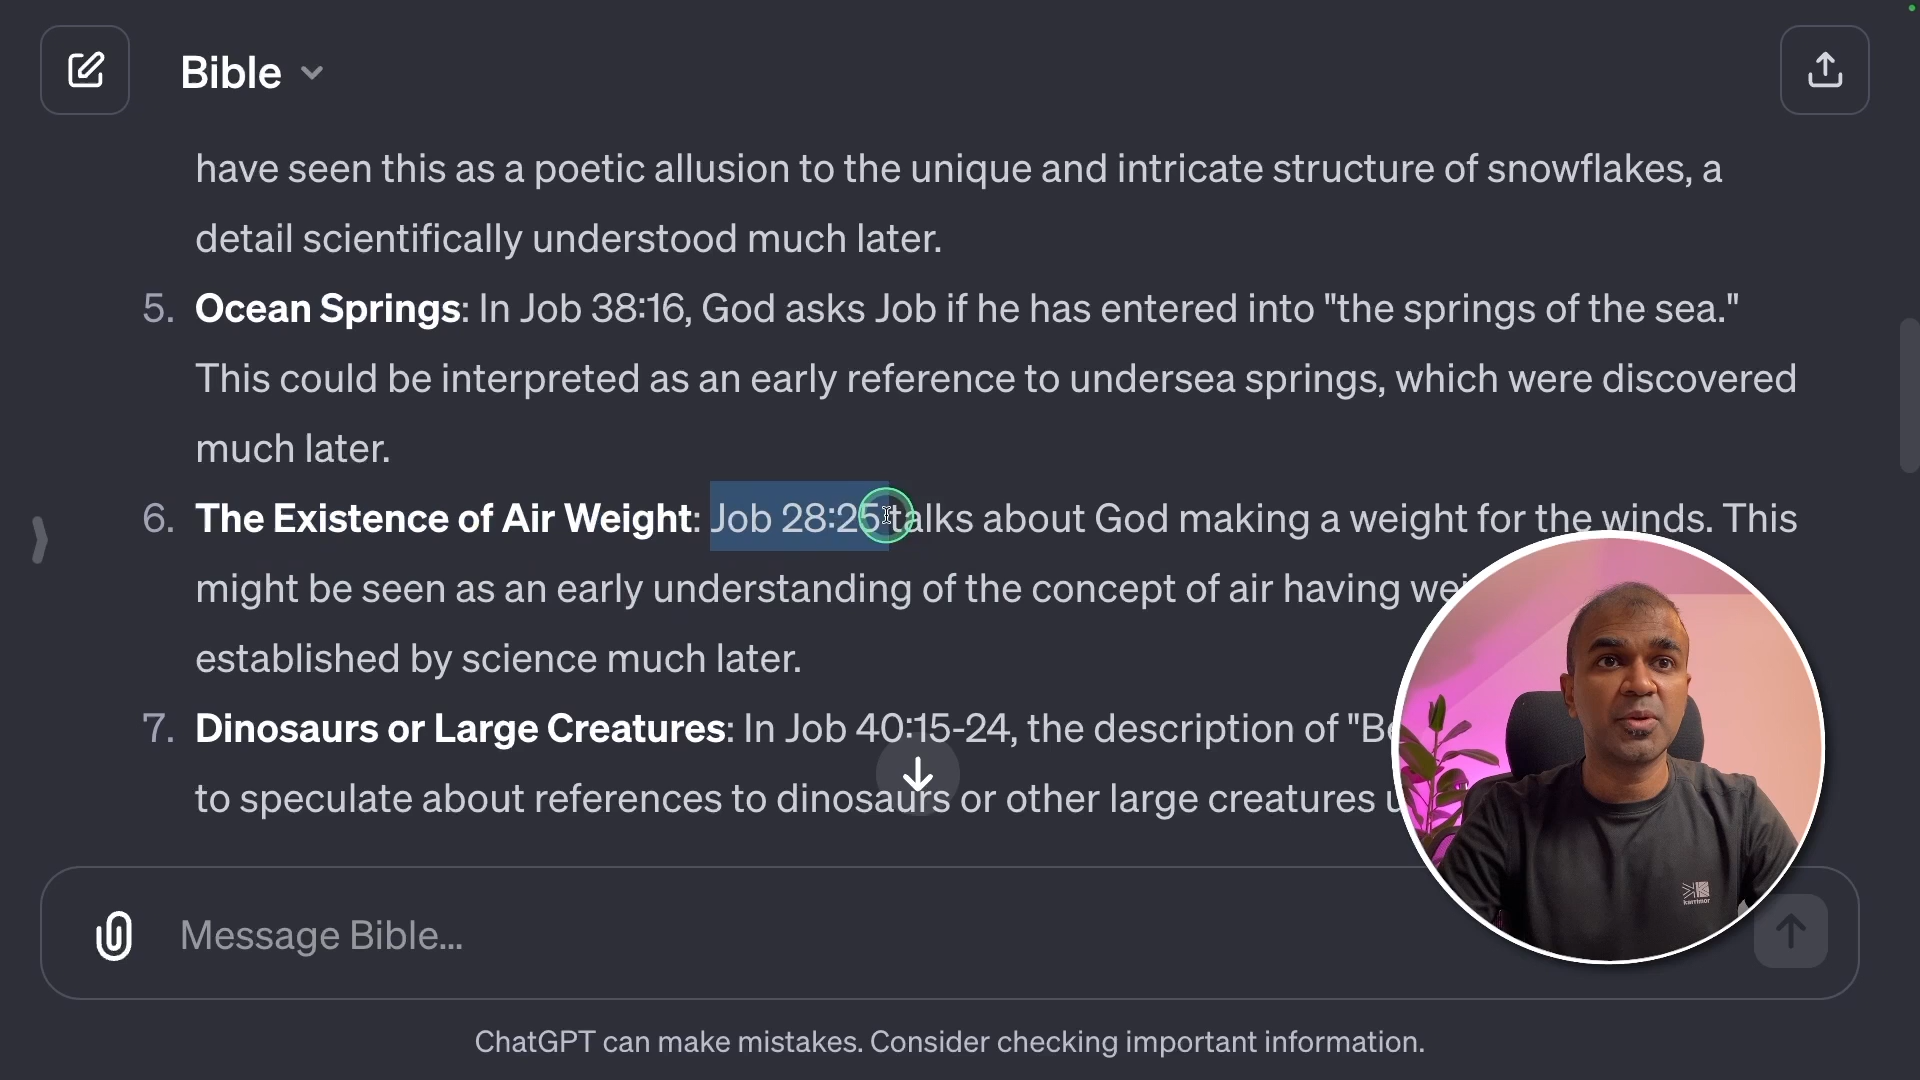 Bible
have seen this as a poetic allusion to the unique and intricate structure of snowflakes, a
detail scientifically understood much later.
5. Ocean Springs: In Job 38:16, God asks Job if he has entered into "the springs of the sea."
This could be interpreted as an early reference to undersea springs, which were discovered
much later.
6. The Existence of Air Weight: Job 28:25 talks about God making a weight for the winds. This
might be seen as an early understanding of the concept of air having
established by science much later.
7. Dinosaurs or Large Creatures: In Job 40:15-24, the description of
to speculate about references to dinosaurs or other large creatures
karrimor
Message Bible...
ChatGPT can make mistakes. Consider checking important information.